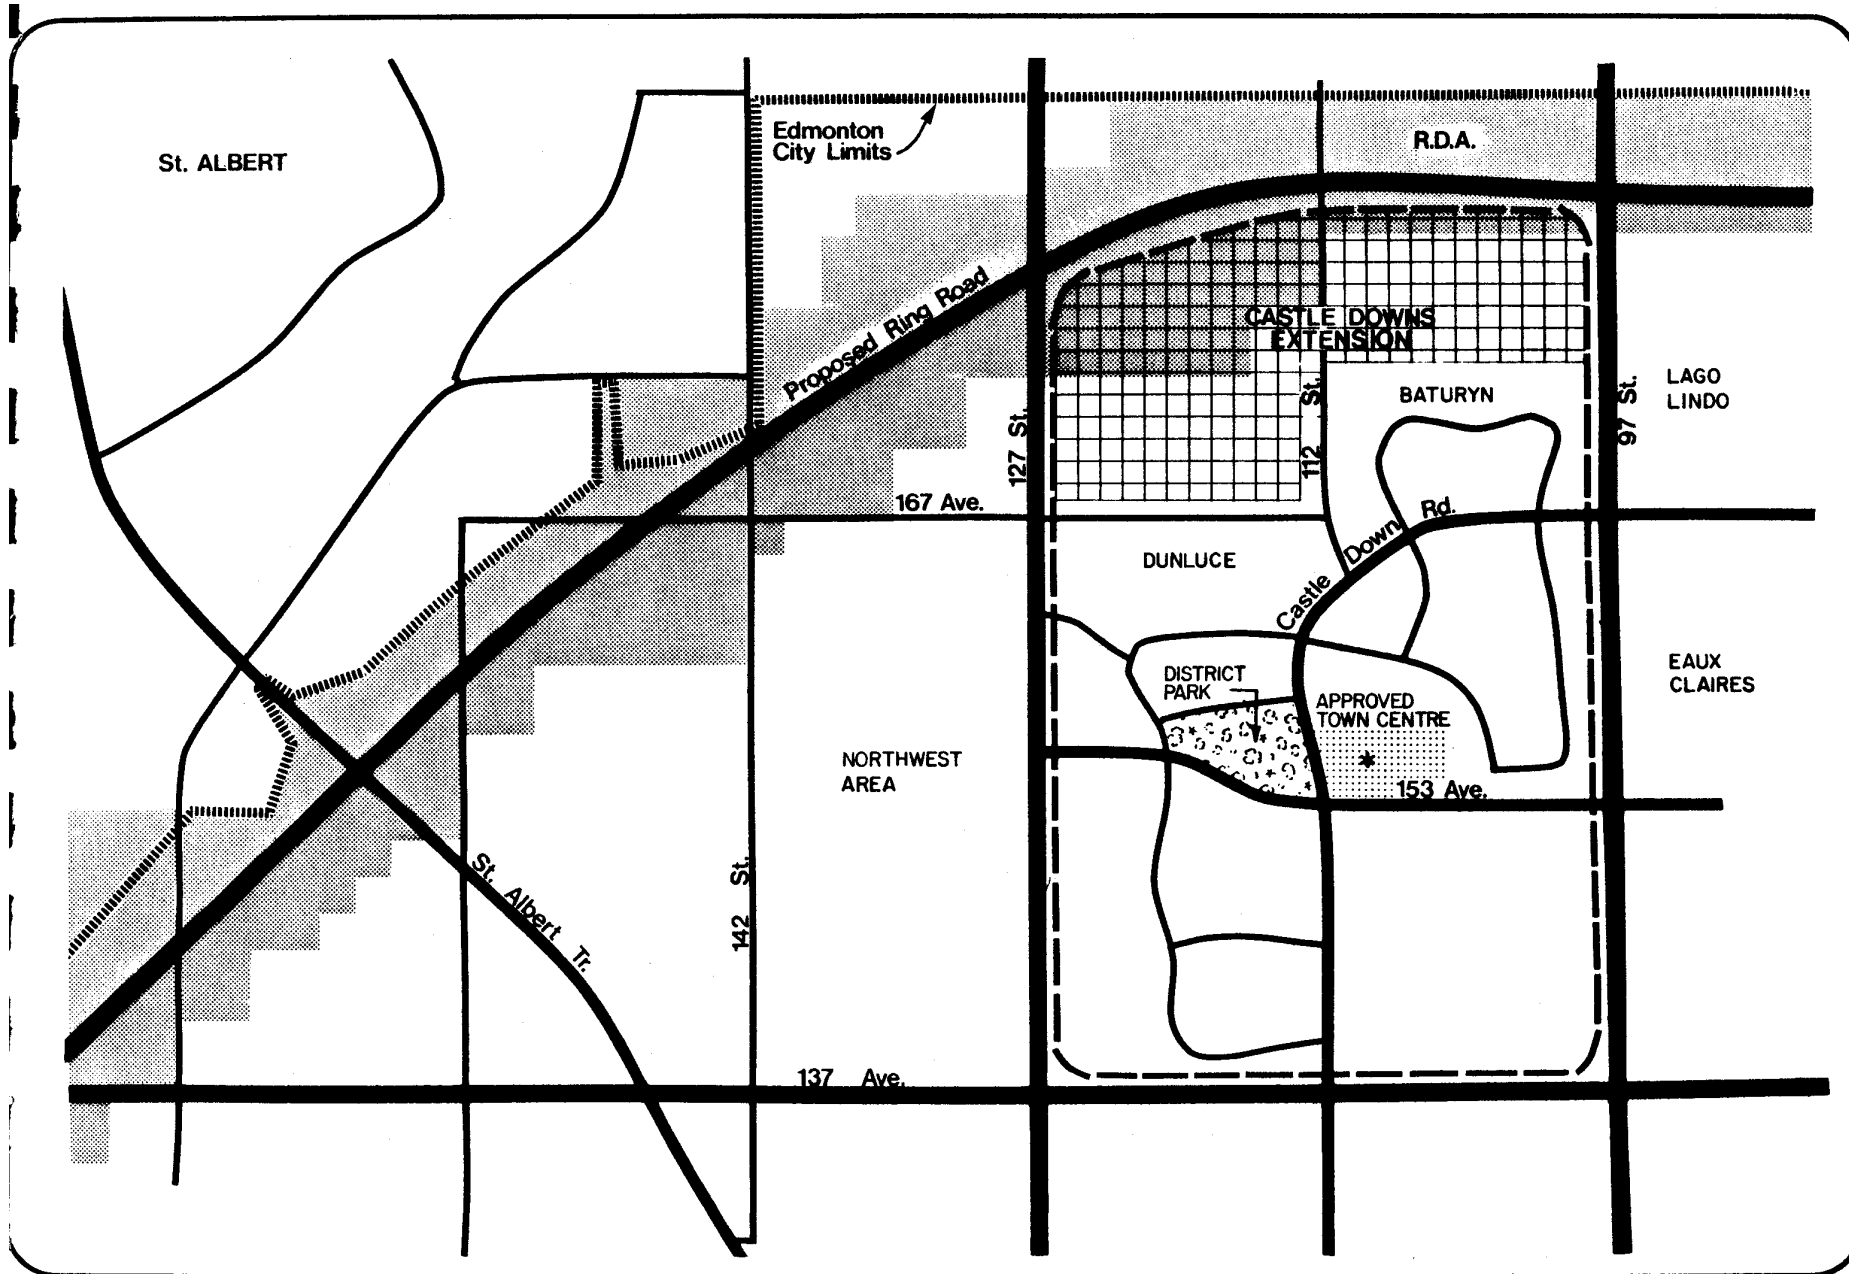 St. ALBERT
Edmonton
City Limits
R.D.A.
Proposed Ring Road
CASTLE DOWNS
EXTENSION
127 St.
112 St.
97 St.
BATURYN
LAGO
LINDO
167 Ave.
Castle Down Rd.
DUNLUCE
DISTRICT
PARK
APPROVED
TOWN CENTRE
EAUX
CLAIRES
NORTHWEST
AREA
153 Ave.
St. Albert Tr.
142 St.
137 Ave.